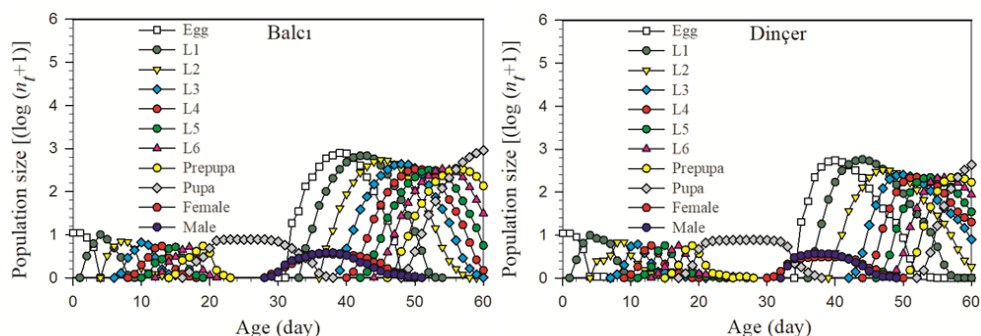 Balcı
Population size [(log (nt+1)]
6
5
4
3
2
1
0
Egg
L1
L2
L3
L4
L5
L6
Prepupa
Pupa
Female
Male
0 10 20 30 40 50 60
Age (day)
Dinçer
Population size [(log (nt+1)]
6
5
4
3
2
1
0
Egg
L1
L2
L3
L4
L5
L6
Prepupa
Pupa
Female
Male
0 10 20 30 40 50 60
Age (day)